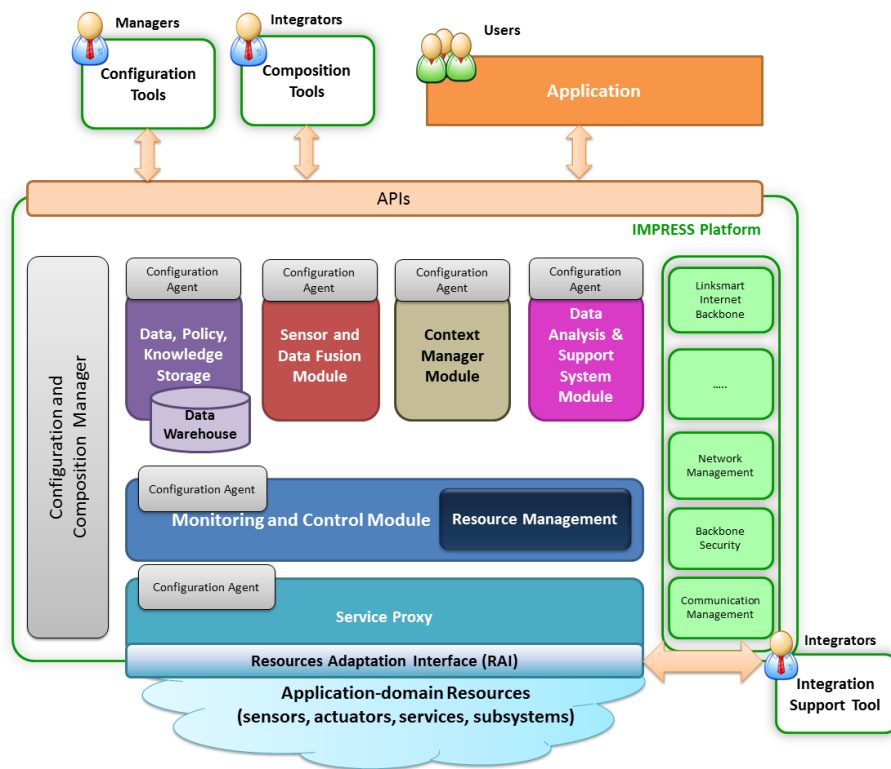 Managers
Integrators
Users
Configuration
Tools
Composition
Tools
Application
APIs
IMPRESS Platform
Configuration and
Composition Manager
Configuration
Agent
Data, Policy,
Knowledge
Storage
Data
Warehouse
Configuration
Agent
Sensor and
Data Fusion
Module
Configuration
Agent
Context
Manager
Module
Configuration
Agent
Data
Analysis &
Support
System
Module
Linksmart
Internet
Backbone
.....
Network
Management
Backbone
Security
Communication
Management
Configuration Agent
Monitoring and Control Module
Resource Management
Configuration Agent
Service Proxy
Resources Adaptation Interface (RAI)
Application-domain Resources
(sensors, actuators, services, subsystems)
Integrators
Integration
Support Tool